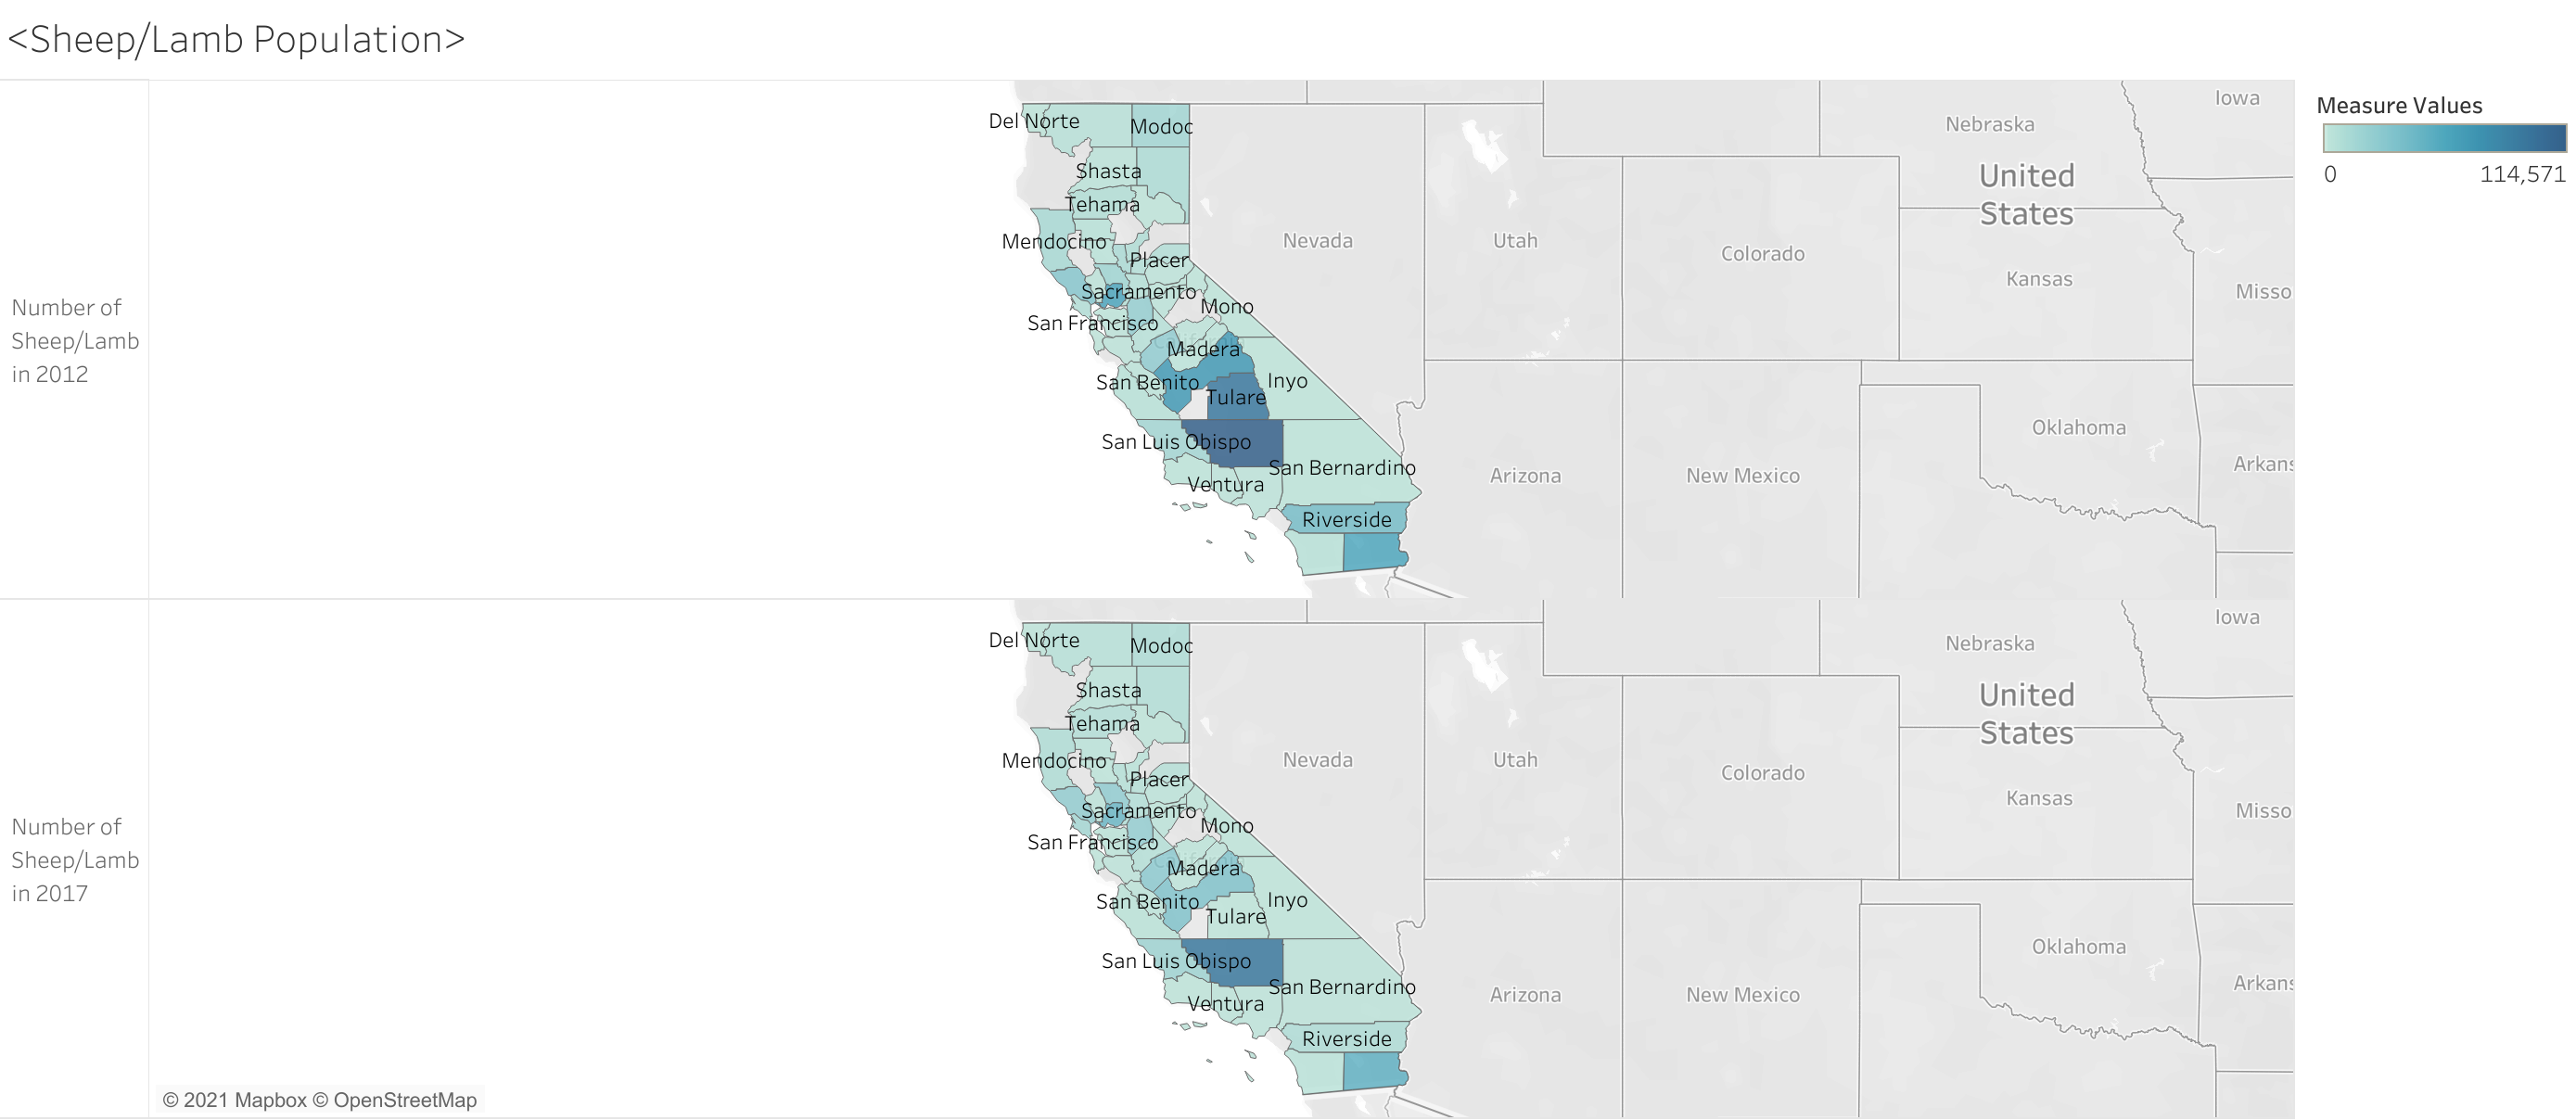 <Sheep/Lamb Population>
Measure Values
0 114,571
Number of
Sheep/Lamb
in 2012
Del Norte
Modoc
Shasta
Tehama
Mendocino
Placer
Sacramento
Mono
San Francisco
Madera
San Benito
Inyo
Tulare
San Luis Obispo
San Bernardino
Ventura
Riverside
Nevada
Utah
Colorado
Arizona
New Mexico
Nebraska
United
States
Kansas
Oklahoma
Iowa
Misso
Arkans
Number of
Sheep/Lamb
in 2017
Del Norte
Modoc
Shasta
Tehama
Mendocino
Placer
Sacramento
Mono
San Francisco
Madera
San Benito
Inyo
Tulare
San Luis Obispo
San Bernardino
Ventura
Riverside
Nevada
Utah
Colorado
Arizona
New Mexico
Nebraska
United
States
Kansas
Oklahoma
Iowa
Misso
Arkans
© 2021 Mapbox © OpenStreetMap